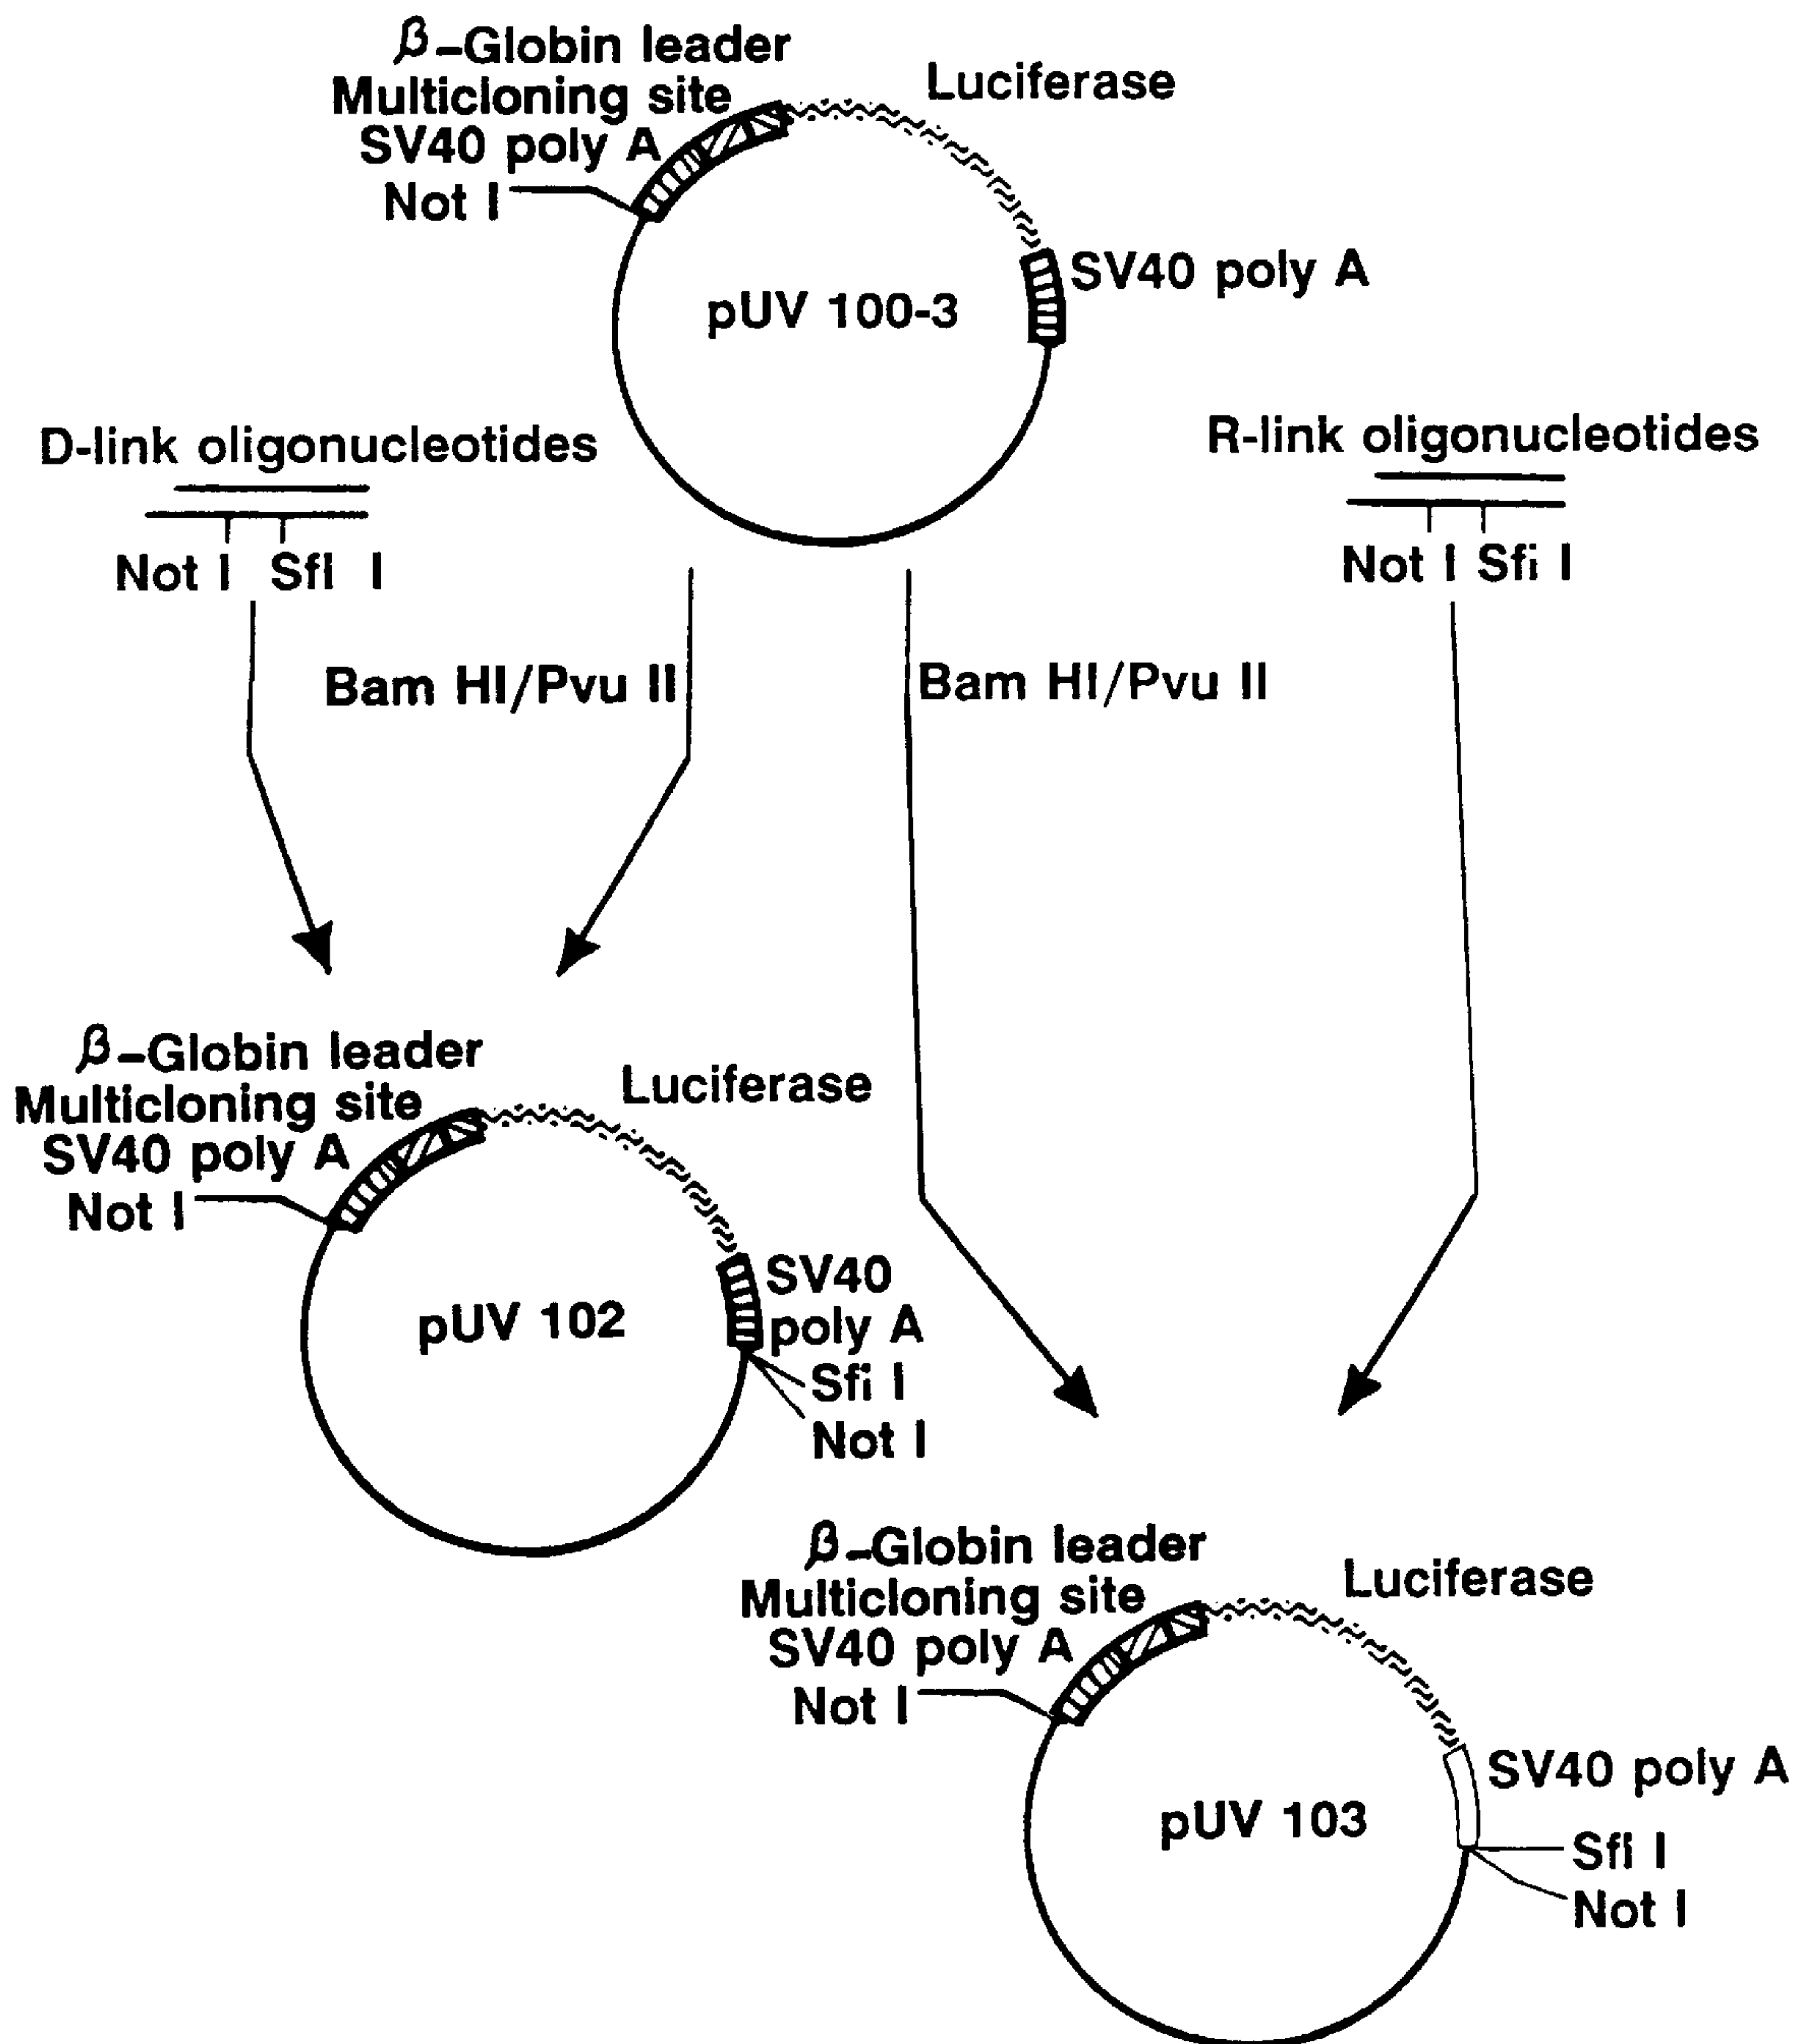 β-Globin leader
Multicloning site
SV40 poly A
Not I
Luciferase
SV40 poly A
pUV 100-3
D-link oligonucleotides
Not I Sfi I
R-link oligonucleotides
Not I Sfi I
Bam HI/Pvu II
Bam HI/Pvu II
β-Globin leader
Multicloning site
SV40 poly A
Not I
Luciferase
SV40
poly A
Sfi I
Not I
pUV 102
β-Globin leader
Multicloning site
SV40 poly A
Not I
Luciferase
SV40 poly A
Sfi I
Not I
pUV 103